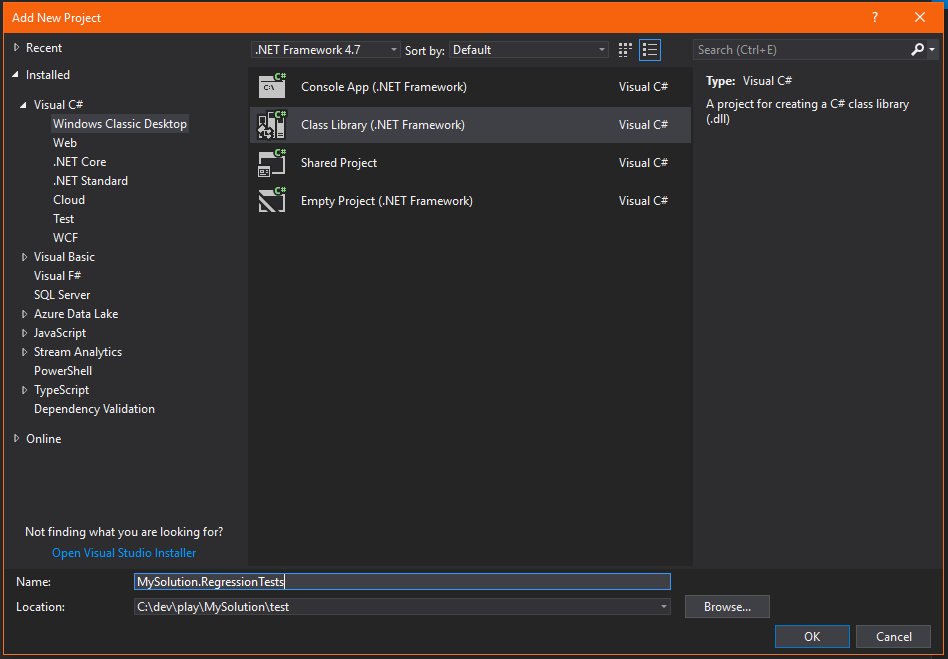 Add New Project
?
Recent
Installed
Visual C#
Windows Classic Desktop
Web
.NET Core
.NET Standard
Cloud
Test
WCF
Visual Basic
Visual F#
SQL Server
Azure Data Lake
JavaScript
Stream Analytics
PowerShell
TypeScript
Dependency Validation
Online
Not finding what you are looking for?
Open Visual Studio Installer
.NET Framework 4.7 Sort by: Default
C# C:\ Console App (.NET Framework) Visual C#
C# Class Library (.NET Framework) Visual C#
C# Shared Project Visual C#
C# Empty Project (.NET Framework) Visual C#
Search (Ctrl+E)
Type: Visual C#
A project for creating a C# class library
(.dll)
Name: MySolution.RegressionTests
Location: C:\dev\play\MySolution\test Browse...
OK Cancel